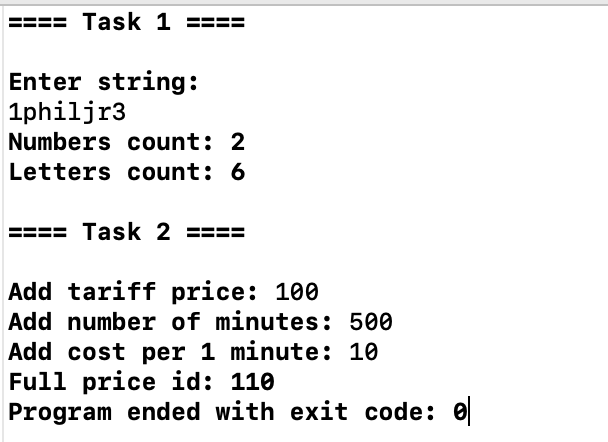 ==== Task 1 ====
Enter string:
1philjr3
Numbers count: 2
Letters count: 6
==== Task 2 ====
Add tariff price: 100
Add number of minutes: 500
Add cost per 1 minute: 10
Full price id: 110
Program ended with exit code: 0